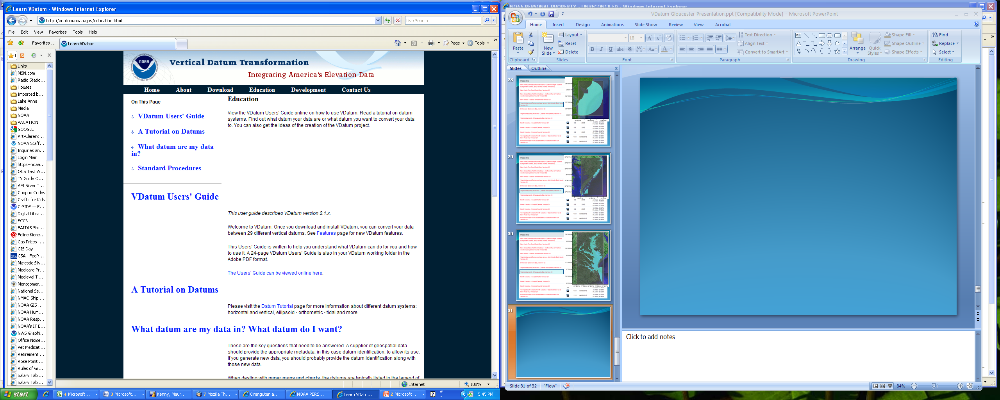 Learn VDatum - Windows Internet Explorer
http://vdatum.noaa.gov/education.html
Live Search
File Edit View Favorites Tools Help
Favorites ...
Learn VDatum
Page
Tools
Links
MSN.com
Radio Statio...
Houses
Imported b...
Lake Anna
Media
NOAA
VACATION
GOOGLE
Art-Clarenc...
NOAA Staff...
Inquiries an...
Login Main
https--noaa...
OCS Test W...
TV Guide O...
AFI Silver T...
Coupon Codes
Crafts for Kids
C-SIDE — E...
Digital Libra...
ECCN
FAITAS Stu...
Feline Kidne...
Gas Prices -...
GIS Day
GSA - FedR...
Majestic Silv...
Medicare Pr...
Medieval Ti...
Montgomer...
National Se...
NMAO Ship ...
NOAA GIS ...
NOAA Hum...
NOAA Resp...
NOAA's IT E...
NWS Graphi...
Office Noise...
Pet Medicati...
Retirement ...
Rose Point ...
Rules of Gr...
Salary Tabl...
Salary Tabl...
NOAA
Vertical Datum Transformation
Integrating America's Elevation Data
Home About Download Education Development Contact Us
On This Page
VDatum Users' Guide
A Tutorial on Datums
What datum are my data
in?
Standard Procedures
Education
View the VDatum Users' Guide online on how to use VDatum. Read a tutorial on datum
systems. Find out what datum your data are or what datum you want to convert your data
to. You can also get the ideas of the creation of the VDatum project.
VDatum Users' Guide
This user guide describes VDatum version 2.1.x.
Welcome to VDatum. Once you download and install VDatum, you can convert your data
between 29 different vertical datums. See Features page for new VDatum features.
This Users' Guide is written to help you understand what VDatum can do for you and how
to use it. A 24-page VDatum Users' Guide is also in your VDatum working folder in the
Adobe PDF format.
The Users' Guide can be viewed online here.
A Tutorial on Datums
Please visit the Datum Tutorial page for more information about different datum systems:
horizontal and vertical, ellipsoid - orthometric - tidal and more.
What datum are my data in? What datum do I want?
These are the key questions that need to be answered. A supplier of geospatial data
should provide the appropriate metadata, in this case datum identification, to allow its use.
If you generate new data, you should probably provide the datum identification along with
those new data.
When dealing with paper maps and charts, the datums are typically listed in the legend of
Internet
100%
start
4 Microsoft...
3 Microsoft...
Kenny, Maur...
7 Mozilla Th...
Orangutan a...
NOAA PERS...
Learn VDatu...
2 Microsoft ...
5:45 PM
NOAA PERSONAL PROPERTY - UNRECONCILED - Windows Internet Explorer
VDatum Gloucester Presentation.ppt [Compatibility Mode] - Microsoft PowerPoint
Home Insert Design Animations Slide Show Review View Acrobat
Paste
Clipboard
New
Slide
Layout
Reset
Delete
Slides
18
Font
Paragraph
Text Direction
Align Text
Convert to SmartArt
Arrange
Quick
Styles
Shape Fill
Shape Outline
Shape Effects
Drawing
Find
Replace
Select
Editing
Slides Outline
28
Project Area
29
Project Area
30
Project Area
31
Click to add notes
Slide 31 of 32
"Flow"
84%